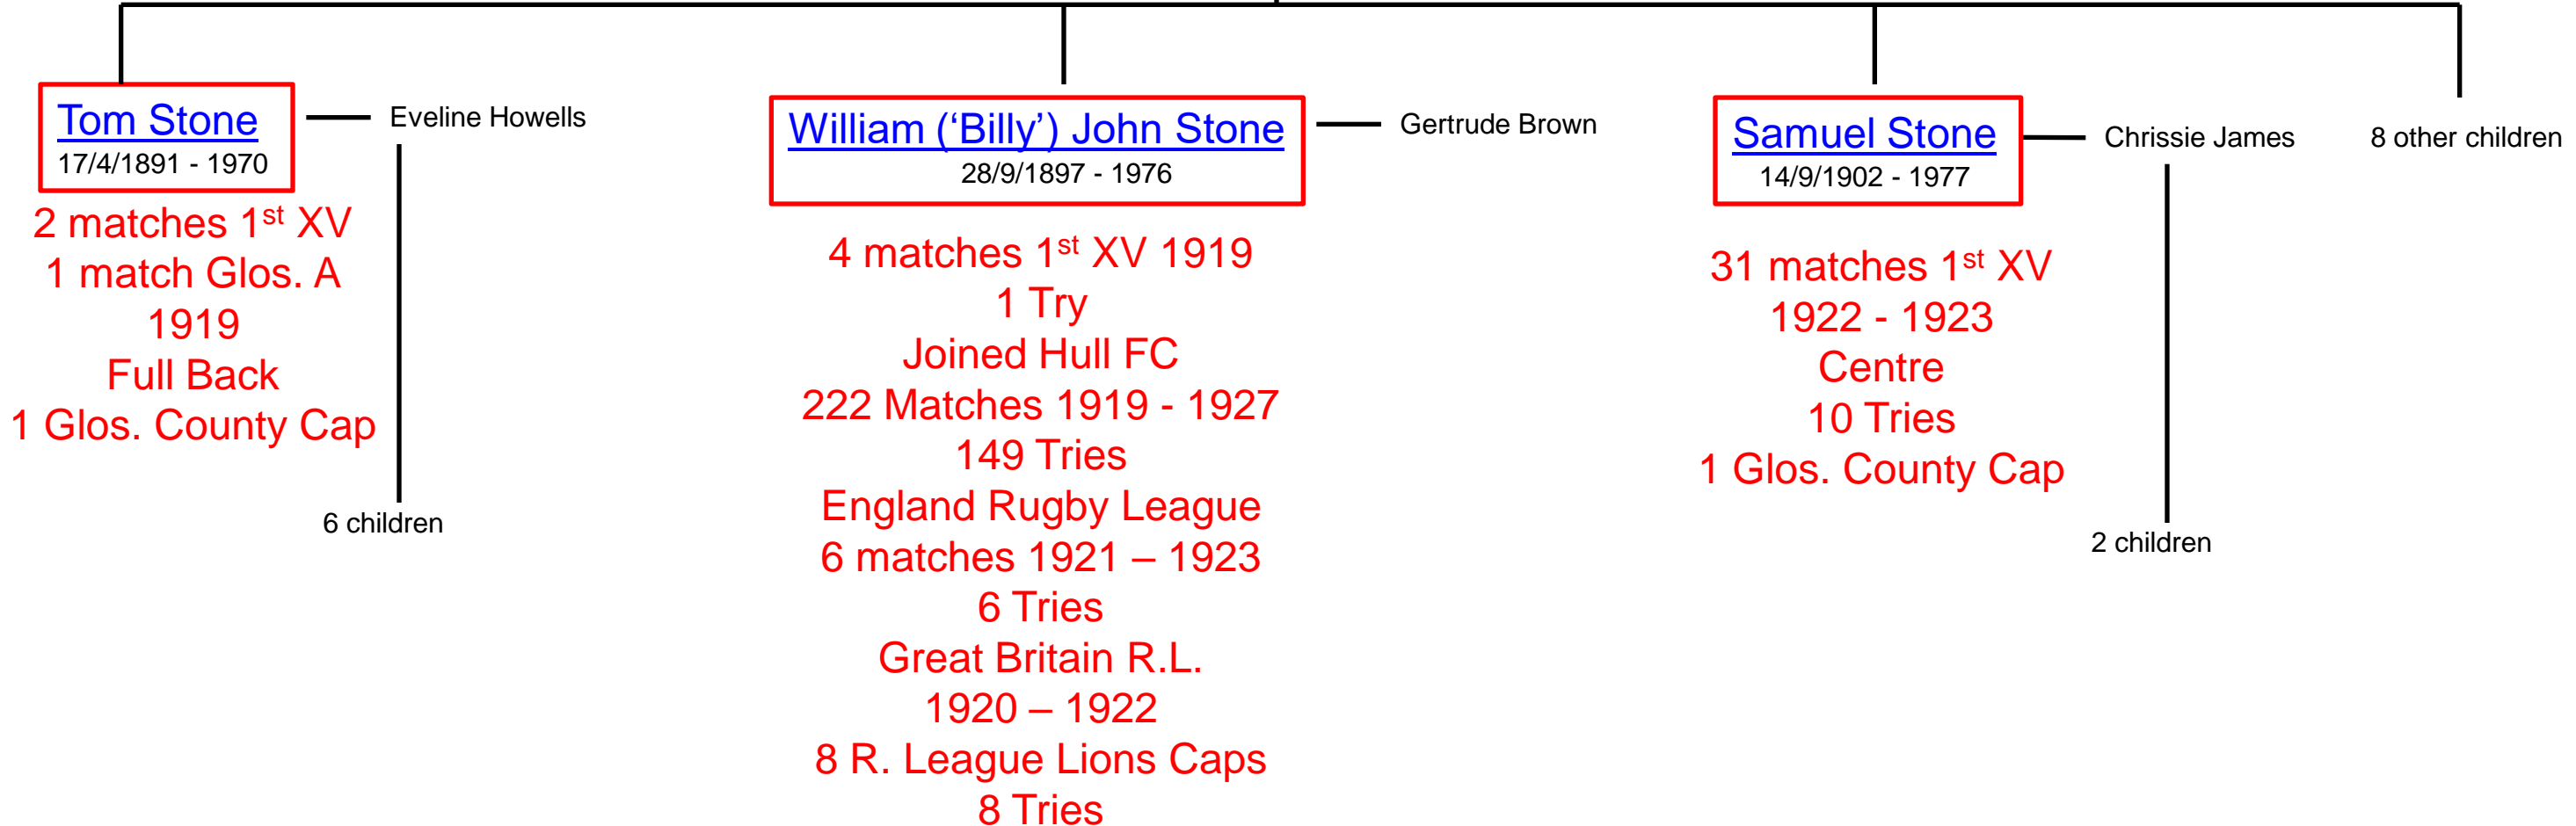 Tom Stone
17/4/1891 - 1970
Eveline Howells
2 matches 1st XV
1 match Glos. A
1919
Full Back
1 Glos. County Cap
6 children
William (‘Billy’) John Stone
28/9/1897 - 1976
Gertrude Brown
4 matches 1st XV 1919
1 Try
Joined Hull FC
222 Matches 1919 - 1927
149 Tries
England Rugby League
6 matches 1921 – 1923
6 Tries
Great Britain R.L.
1920 – 1922
8 R. League Lions Caps
8 Tries
Samuel Stone
14/9/1902 - 1977
Chrissie James
31 matches 1st XV
1922 - 1923
Centre
10 Tries
1 Glos. County Cap
2 children
8 other children